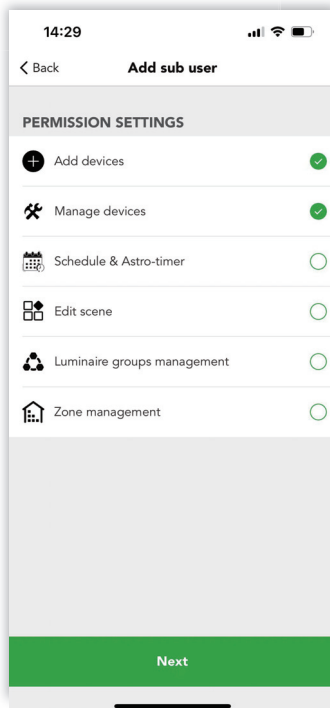 14:29
Back
Add sub user
PERMISSION SETTINGS
Add devices
Manage devices
Schedule & Astro-timer
Edit scene
Luminaire groups management
Zone management
Next